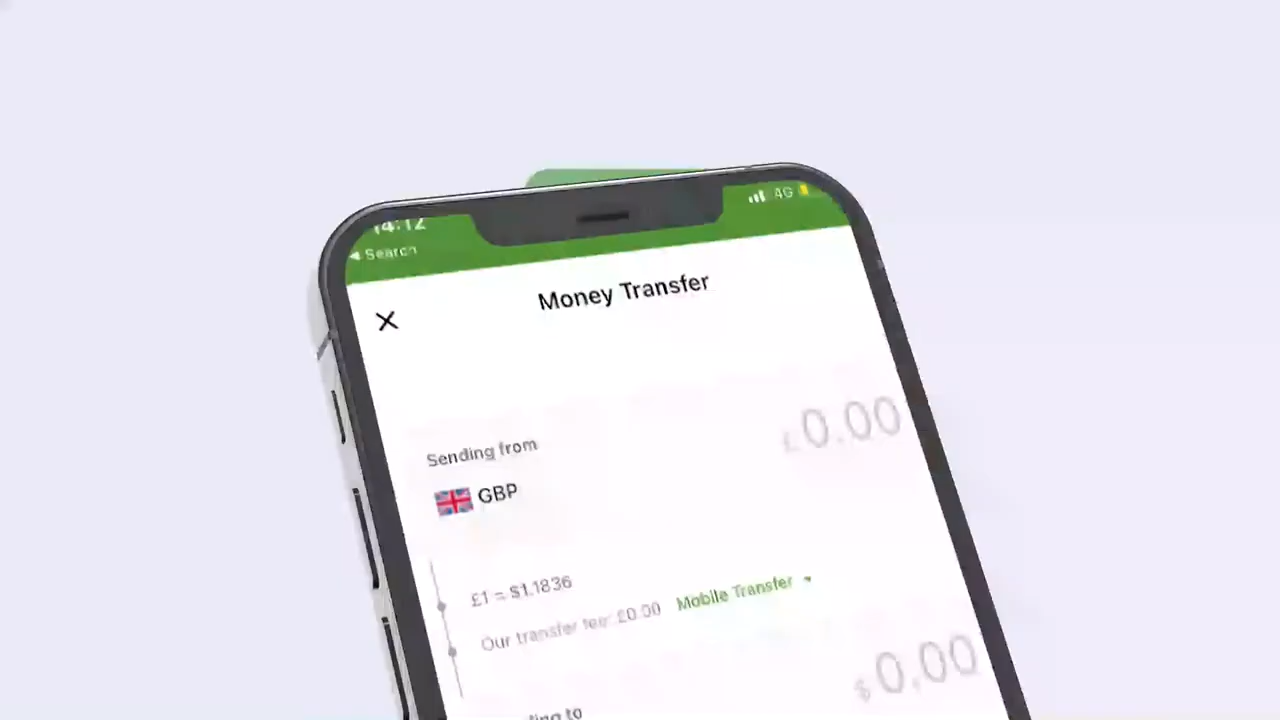 14:12
4G
◀ Search
Money Transfer
Sending from
£0.00
GBP
£1 = $1.1836
Our transfer fee: £0.00 Mobile Transfer
$0.00
to